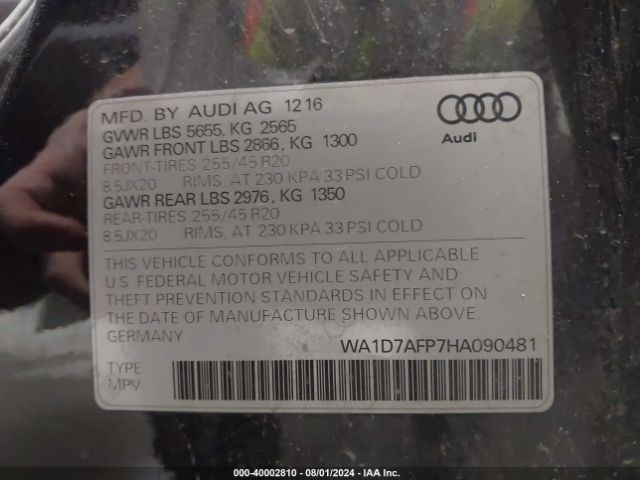 MFD. BY AUDI AG 12 16
GVWR LBS 5655, KG 2565
GAWR FRONT LBS 2866, KG 1300
FRONT-TIRES 255/45 R20
8.5JX20 RIMS, AT 230 KPA 33 PSI COLD
GAWR REAR LBS 2976, KG 1350
REAR-TIRES 255/45 R20
8.5JX20 RIMS, AT 230 KPA 33 PSI COLD
Audi
THIS VEHICLE CONFORMS TO ALL APPLICABLE
U.S. FEDERAL MOTOR VEHICLE SAFETY AND
THEFT PREVENTION STANDARDS IN EFFECT ON
THE DATE OF MANUFACTURE SHOWN ABOVE.
GERMANY
WA1D7AFP7HA090481
TYPE
MPV
000-40002810 - 08/01/2024 - IAA Inc.